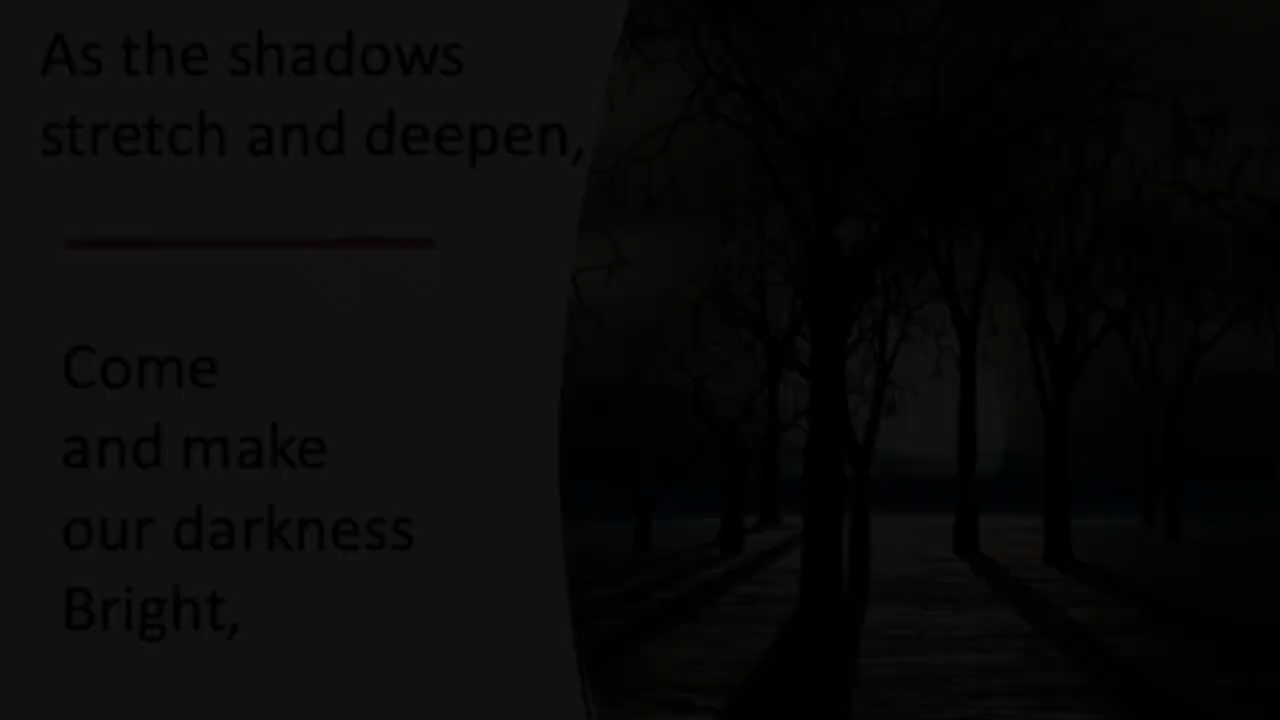 As the shadows
stretch and deepen,
Come
and make
our darkness
Bright,